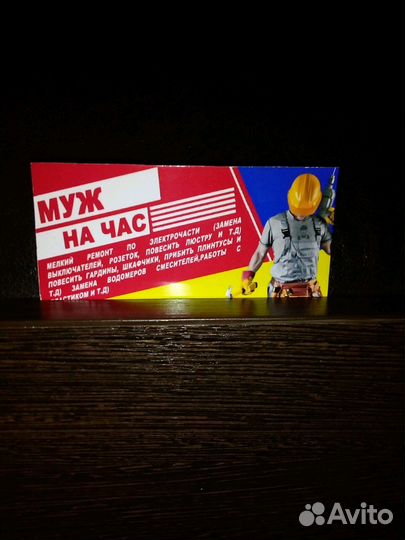 МУЖ
НА ЧАС
МЕЛКИЙ РЕМОНТ ПО ЭЛЕКТРОЧАСТИ (ЗАМЕНА
ВЫКЛЮЧАТЕЛЕЙ, РОЗЕТОК, ПОВЕСИТЬ ЛЮСТРУ И Т.Д)
ПОВЕСИТЬ ГАРДИНЫ, ШКАФЧИКИ, ПРИБИТЬ ПЛИНТУСЫ И
Т.Д) ЗАМЕНА ВОДОМЕРОВ СМЕСИТЕЛЕЙ,РАБОТЫ С
ПЛАСТИКОМ И Т.Д)
Avito